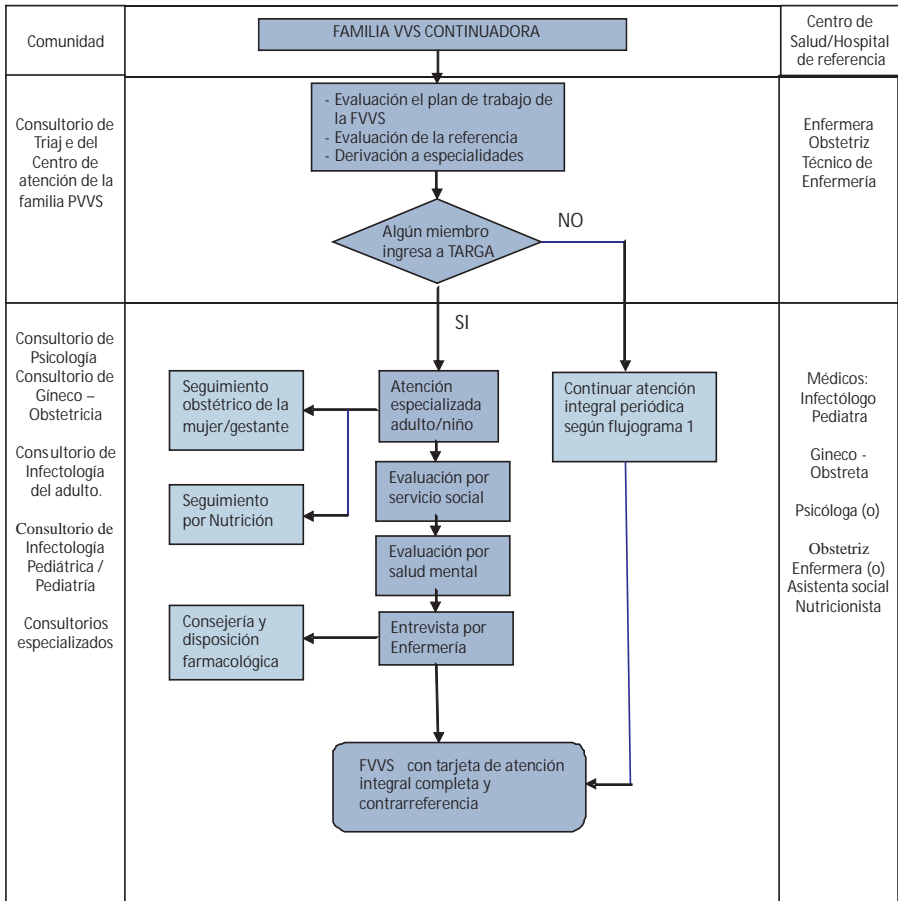 Comunidad
FAMILIA VVS CONTINUADORA
Centro de
Salud/Hospital
de referencia
Consultorio de
Triaj e del
Centro de
atención de la
familia PVVS
- Evaluación el plan de trabajo de
la FVVS
- Evaluación de la referencia
- Derivación a especialidades
Enfermera
Obstetriz
Técnico de
Enfermería
Algún miembro
ingresa a TARGA
NO
SI
Consultorio de
Psicología
Consultorio de
Gíneco –
Obstetricia
Consultorio de
Infectología
del adulto.
Consultorio de
Infectología
Pediátrica /
Pediatría
Consultorios
especializados
Seguimiento
obstétrico de la
mujer/gestante
Atención
especializada
adulto/niño
Continuar atención
integral periódica
según flujograma 1
Seguimiento
por Nutrición
Evaluación por
servicio social
Evaluación por
salud mental
Consejería y
disposición
farmacológica
Entrevista por
Enfermería
FVVS con tarjeta de atención
integral completa y
contrarreferencia
Médicos:
Infectólogo
Pediatra
Gineco -
Obstreta
Psicóloga (o)
Obstetriz
Enfermera (o)
Asistenta social
Nutricionista